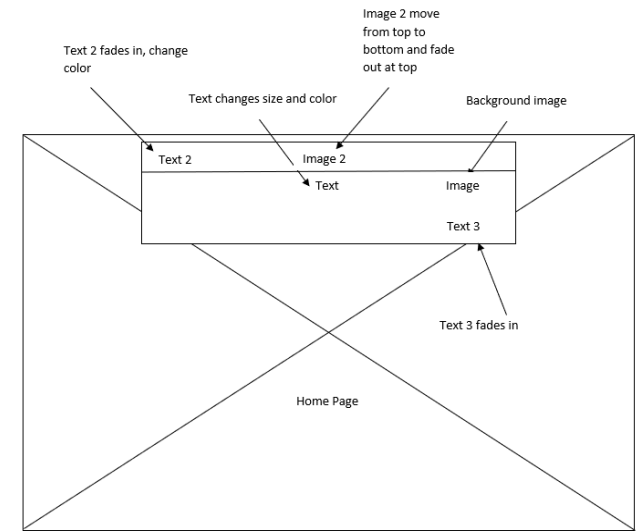 Image 2 move
from top to
bottom and fade
out at top
Text 2 fades in, change
color
Text changes size and color
Background image
Text 2
Image 2
Text
Image
Text 3
Text 3 fades in
Home Page